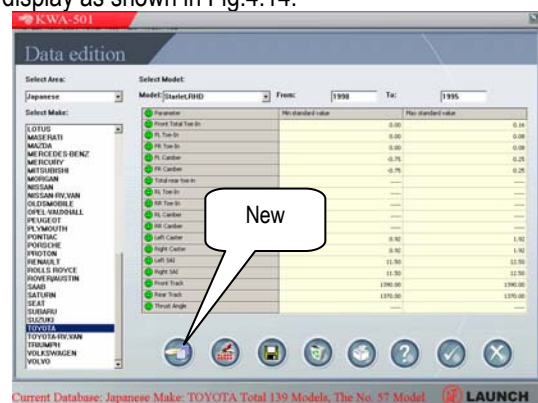 display as shown in Fig.4.14.
KWA-501
Data edition
Select Area:
Japanese
Select Model:
Model: Starlet,RHD From: 1990 To: 1995
Select Make:
LOTUS
MASERATI
MAZDA
MERCEDES-BENZ
MERCURY
MITSUBISHI
MORGAN
NISSAN
NISSAN-RV,VAN
OLDSMOBILE
OPEL-VAUXHALL
PEUGEOT
PLYMOUTH
PONTIAC
PORSCHE
PROTON
RENAULT
ROLLS ROYCE
ROVER/AUSTIN
SAAB
SATURN
SEAT
SUBARU
SUZUKI
TOYOTA
TOYOTA-RV,VAN
TRIUMPH
VOLKSWAGEN
VOLVO
Parameter Min standard value Max standard value
Front Total Toe-In 0.00 0.16
FL Toe-In 0.00 0.08
FR Toe-In 0.00 0.08
FL Camber -0.75 0.25
FR Camber -0.75 0.25
Total rear toe-in ---- ----
RL Toe-In ----
RR Toe-In ----
RL Camber ----
RR Camber ----
Left Caster 0.92 1.92
Right Caster 0.92 1.92
Left SAI 11.50 12.50
Right SAI 11.50 12.50
Front Track 1390.00 1390.00
Rear Track 1370.00 1370.00
Thrust Angle ---- ----
New
Current Database: Japanese Make: TOYOTA Total 139 Models, The No. 57 Model
LAUNCH